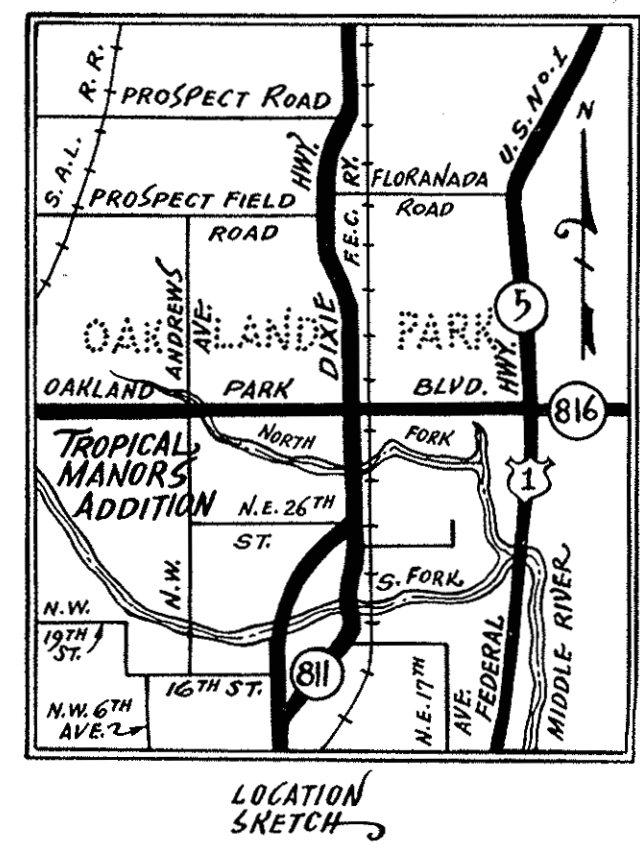 S.A.L. R.R.
PROSPECT ROAD
HWY.
U.S. No. 1
N
PROSPECT FIELD
ROAD
F.E.C. RY.
FLORANADA
ROAD
ANDREWS
AVE.
DIXIE
5
HWY.
OAKLAND PARK
OAKLAND PARK BLVD.
816
TROPICAL
MANORS
ADDITION
NORTH FORK
1
N.E. 26TH
ST.
N.W.
S. FORK
N.W.
19TH
ST.
16TH ST.
811
N.W. 6TH
AVE.
N.E. 17TH
AVE.
FEDERAL
MIDDLE RIVER
LOCATION
SKETCH